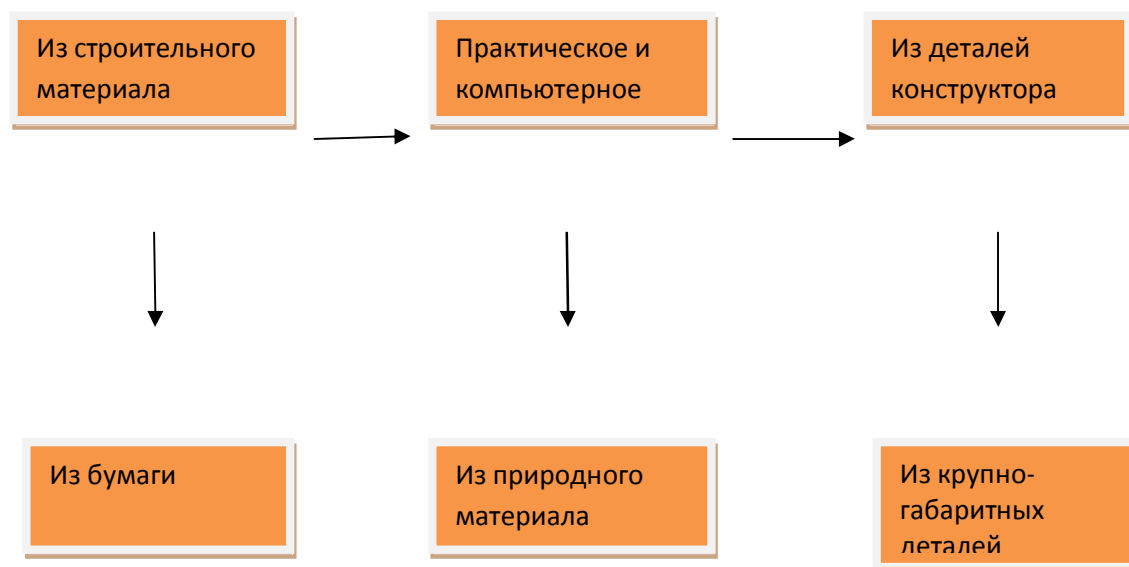 Из строительного
материала
Практическое и
компьютерное
Из деталей
конструктора
Из бумаги
Из природного
материала
Из крупно-
габаритных
деталей